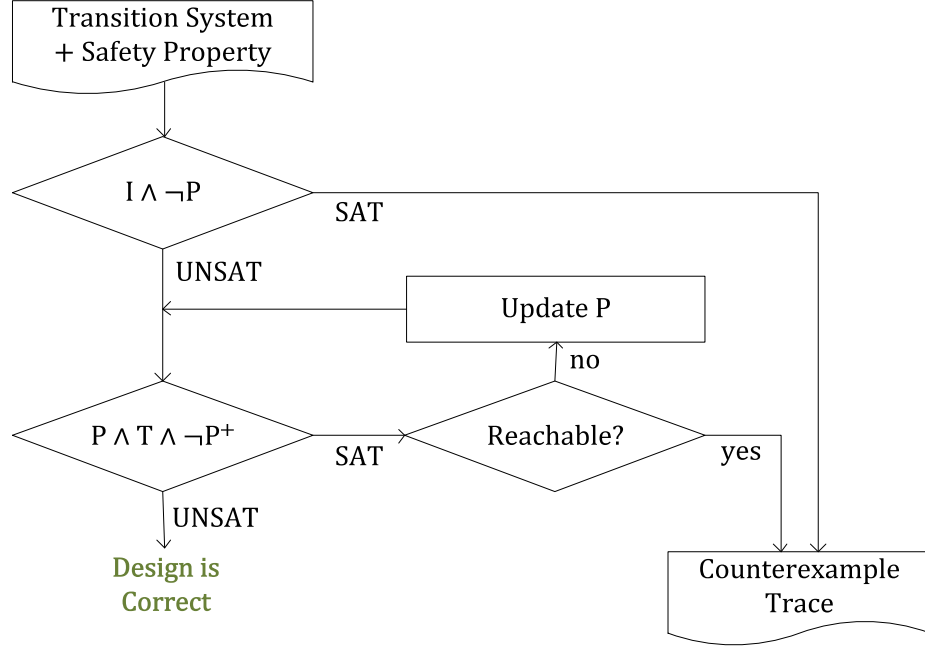 Transition System
+ Safety Property
I ∧ ¬P
SAT
UNSAT
Update P
no
P ∧ T ∧ ¬P⁺
SAT
Reachable?
yes
UNSAT
Design is
Correct
Counterexample
Trace